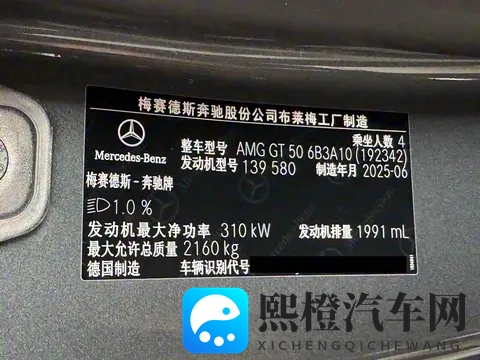 梅赛德斯奔驰股份公司布莱梅工厂制造
乘坐人数 4
整车型号 AMG GT 50 6B3A10 (192342)
Mercedes-Benz
发动机型号 139 580 制造年月 2025-06
梅赛德斯－奔驰牌
1.0 %
发动机最大净功率 310 kW 发动机排量 1991 mL
最大允许总质量 2160 kg
德国制造 车辆识别代号
熙橙汽车网
XICHENGQICHEWANG